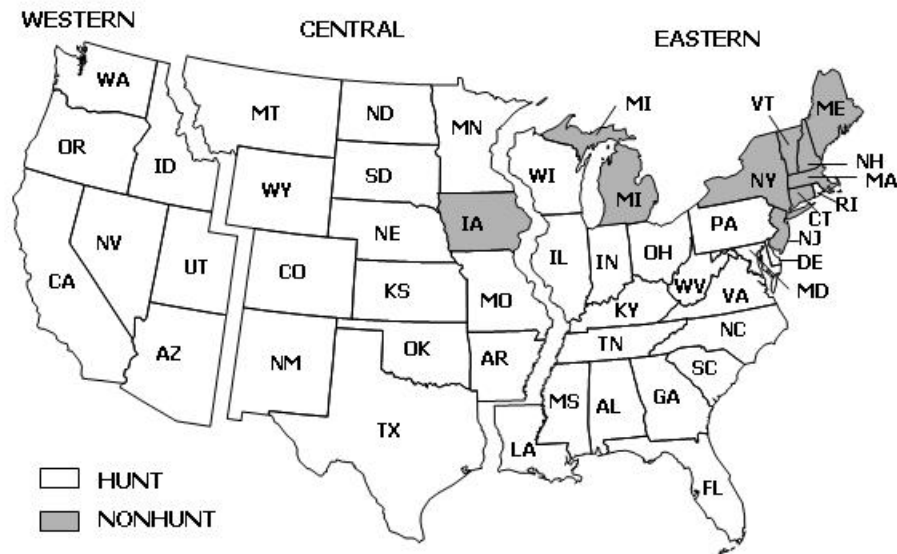 WESTERN
CENTRAL
EASTERN
WA
MT
ND
MN
MI
VT
ME
OR
ID
WY
SD
WI
MI
NY
NH
MA
RI
CT
NJ
DE
MD
NV
UT
CO
NE
IA
IL
IN
OH
PA
WV
VA
CA
KS
MO
KY
NC
AZ
NM
OK
AR
TN
SC
TX
LA
MS
AL
GA
FL
HUNT
NONHUNT